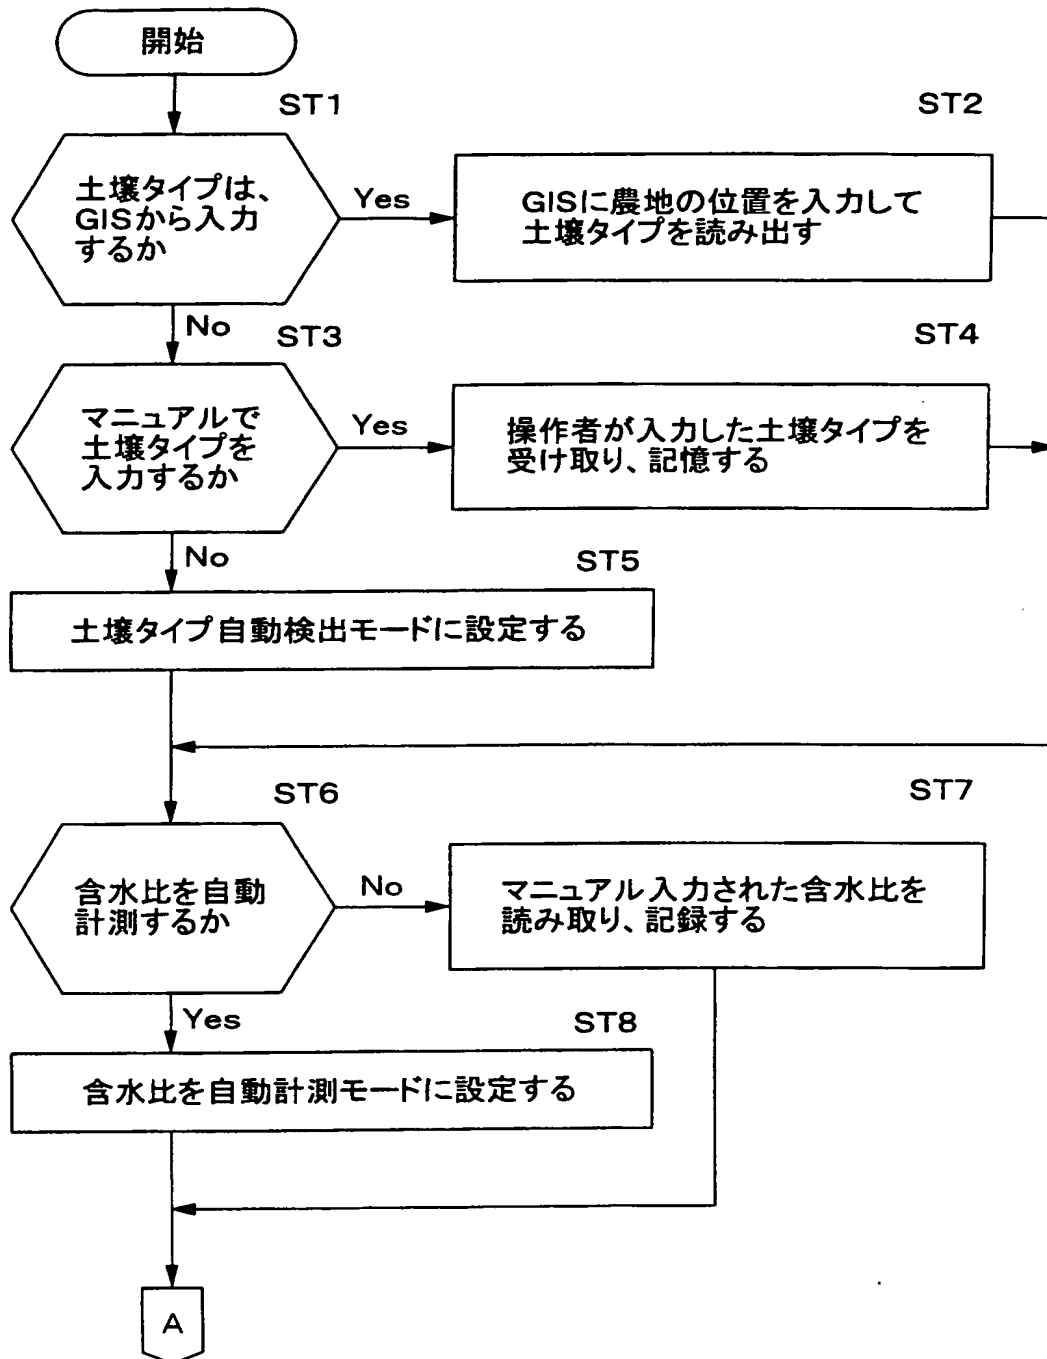 開始
ST1
土壌タイプは、
GISから入力
するか
Yes
ST2
GISに農地の位置を入力して
土壌タイプを読み出す
No
ST3
マニュアルで
土壌タイプを
入力するか
Yes
ST4
操作者が入力した土壌タイプを
受け取り、記憶する
No
ST5
土壌タイプ自動検出モードに設定する
ST6
含水比を自動
計測するか
No
ST7
マニュアル入力された含水比を
読み取り、記録する
Yes
ST8
含水比を自動計測モードに設定する
A